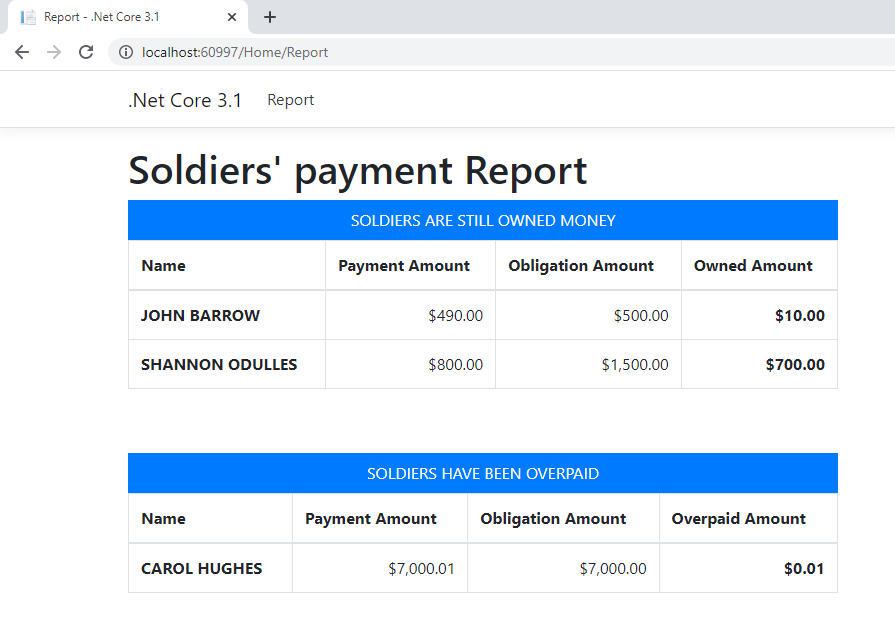 Report - .Net Core 3.1
localhost:60997/Home/Report
.Net Core 3.1 Report
Soldiers' payment Report
SOLDIERS ARE STILL OWNED MONEY
Name Payment Amount Obligation Amount Owned Amount
JOHN BARROW $490.00 $500.00 $10.00
SHANNON ODULLES $800.00 $1,500.00 $700.00
SOLDIERS HAVE BEEN OVERPAID
Name Payment Amount Obligation Amount Overpaid Amount
CAROL HUGHES $7,000.01 $7,000.00 $0.01